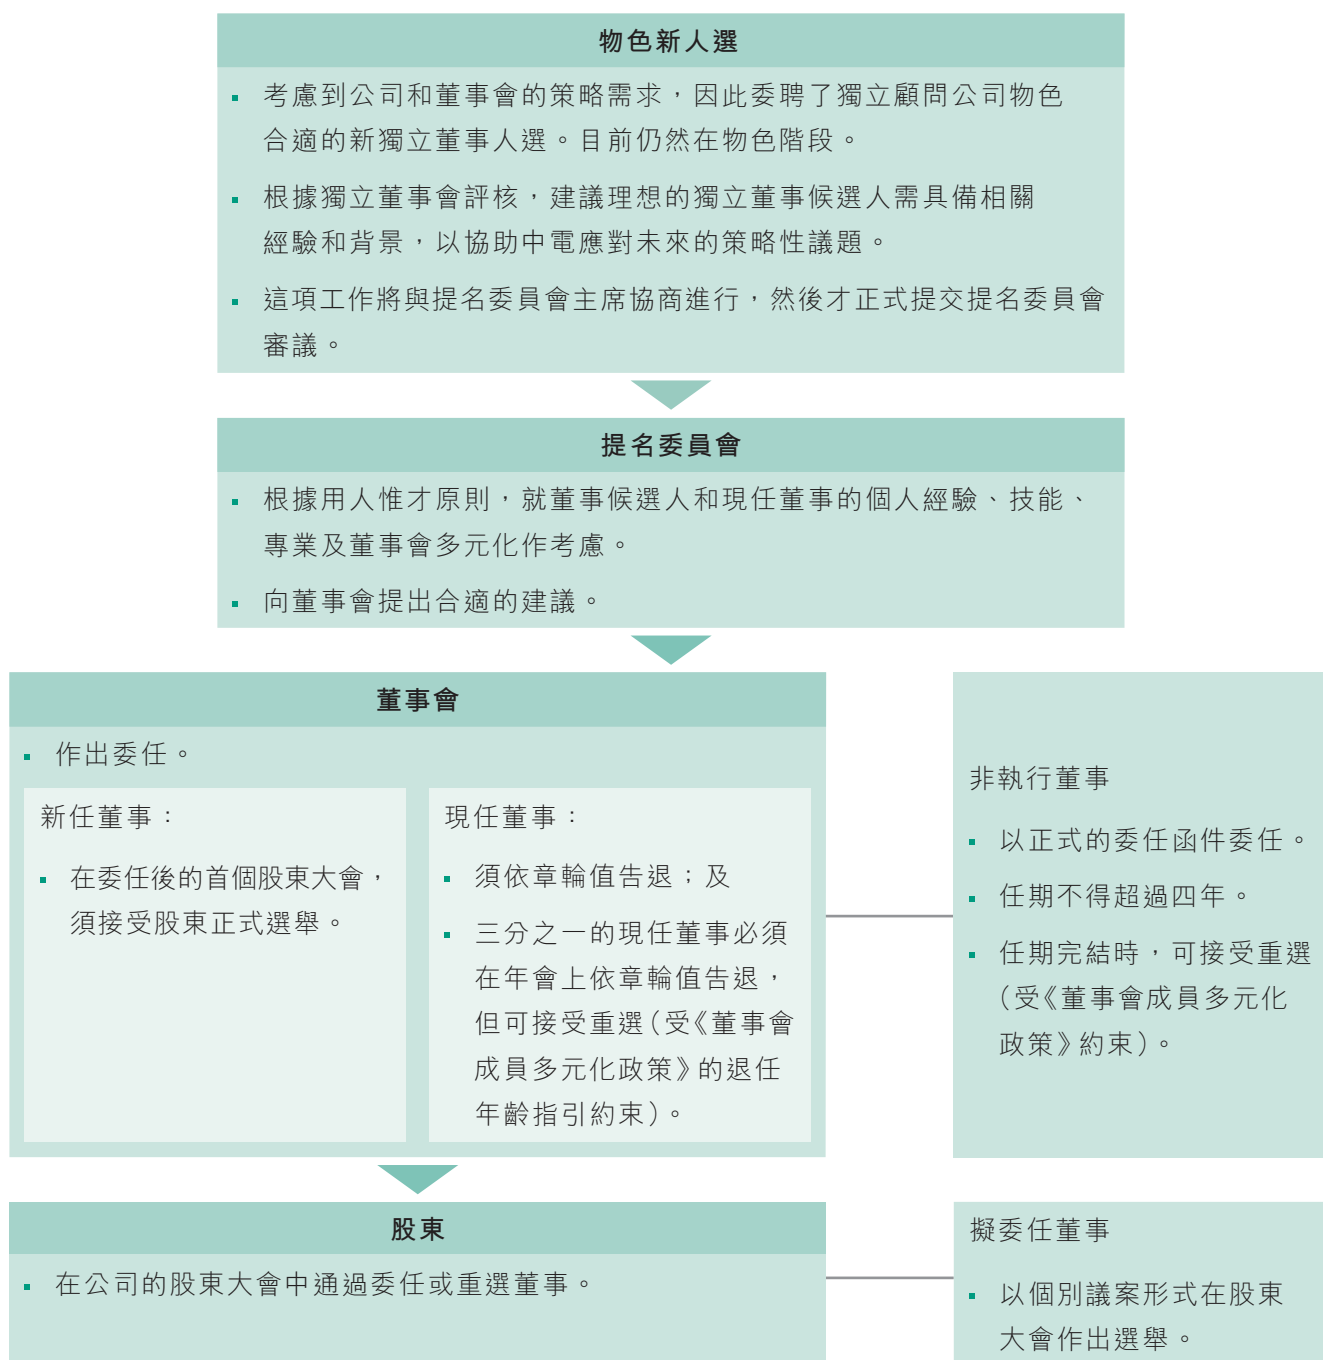 物色新人選
▪ 考慮到公司和董事會的策略需求，因此委聘了獨立顧問公司物色
合適的新獨立董事人選。目前仍然在物色階段。
▪ 根據獨立董事會評核，建議理想的獨立董事候選人需具備相關
經驗和背景，以協助中電應對未來的策略性議題。
▪ 這項工作將與提名委員會主席協商進行，然後才正式提交提名委員會
審議。
提名委員會
▪ 根據用人惟才原則，就董事候選人和現任董事的個人經驗、技能、
專業及董事會多元化作考慮。
▪ 向董事會提出合適的建議。
董事會
▪ 作出委任。
新任董事：
▪ 在委任後的首個股東大會，
須接受股東正式選舉。
現任董事：
▪ 須依章輪值告退；及
▪ 三分之一的現任董事必須
在年會上依章輪值告退，
但可接受重選（受《董事會
成員多元化政策》的退任
年齡指引約束）。
非執行董事
▪ 以正式的委任函件委任。
▪ 任期不得超過四年。
▪ 任期完結時，可接受重選
（受《董事會成員多元化
政策》約束）。
股東
▪ 在公司的股東大會中通過委任或重選董事。
擬委任董事
▪ 以個別議案形式在股東
大會作出選舉。